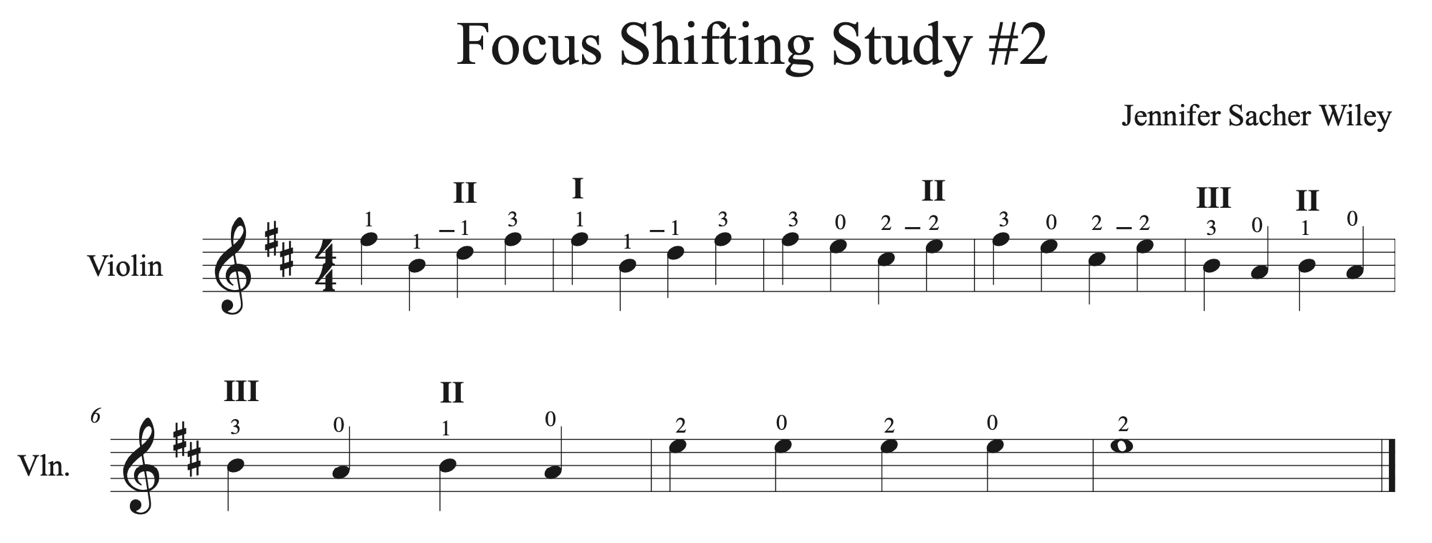 Focus Shifting Study #2
Jennifer Sacher Wiley
II I II III II
1 1 –1 3 1 1 –1 3 3 0 2 –2 3 0 2 –2 3 0 1 0
Violin 4/4
III II
6 3 0 1 0 2 0 2 0 2
Vln.